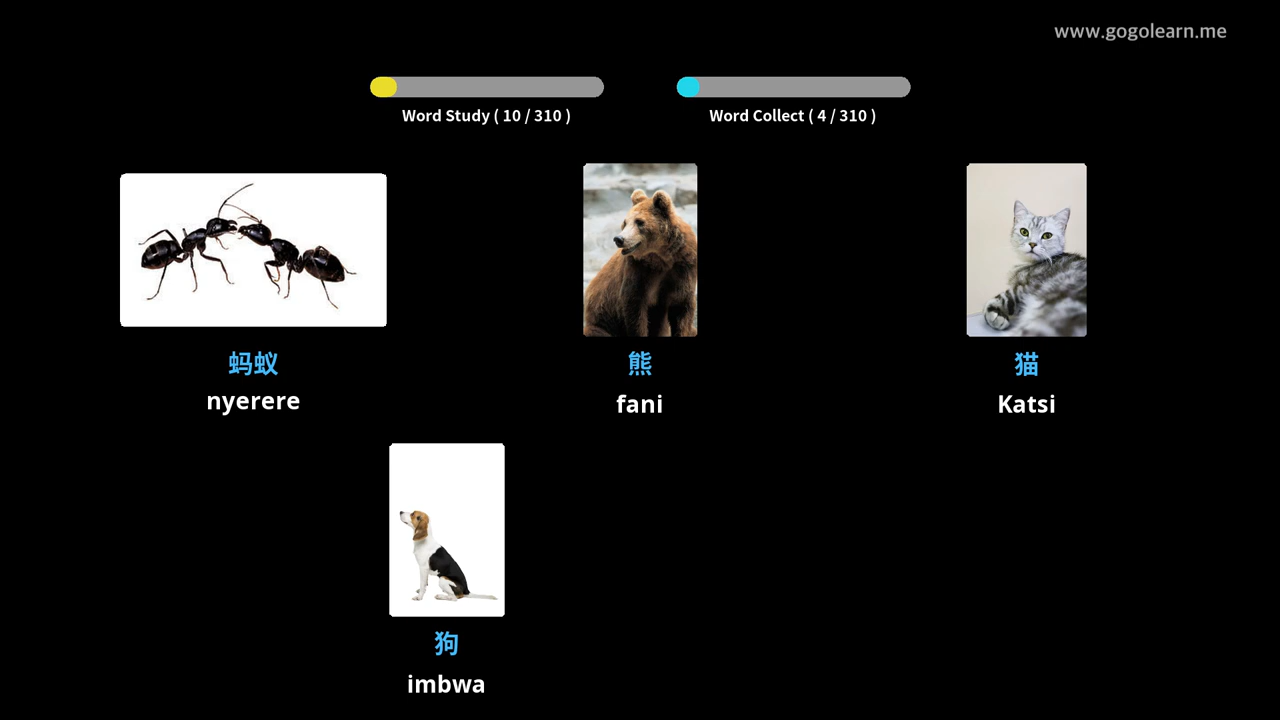 www.gogolearn.me
Word Study ( 10 / 310 )
Word Collect ( 4 / 310 )
蚂蚁
nyerere
熊
fani
猫
Katsi
狗
imbwa